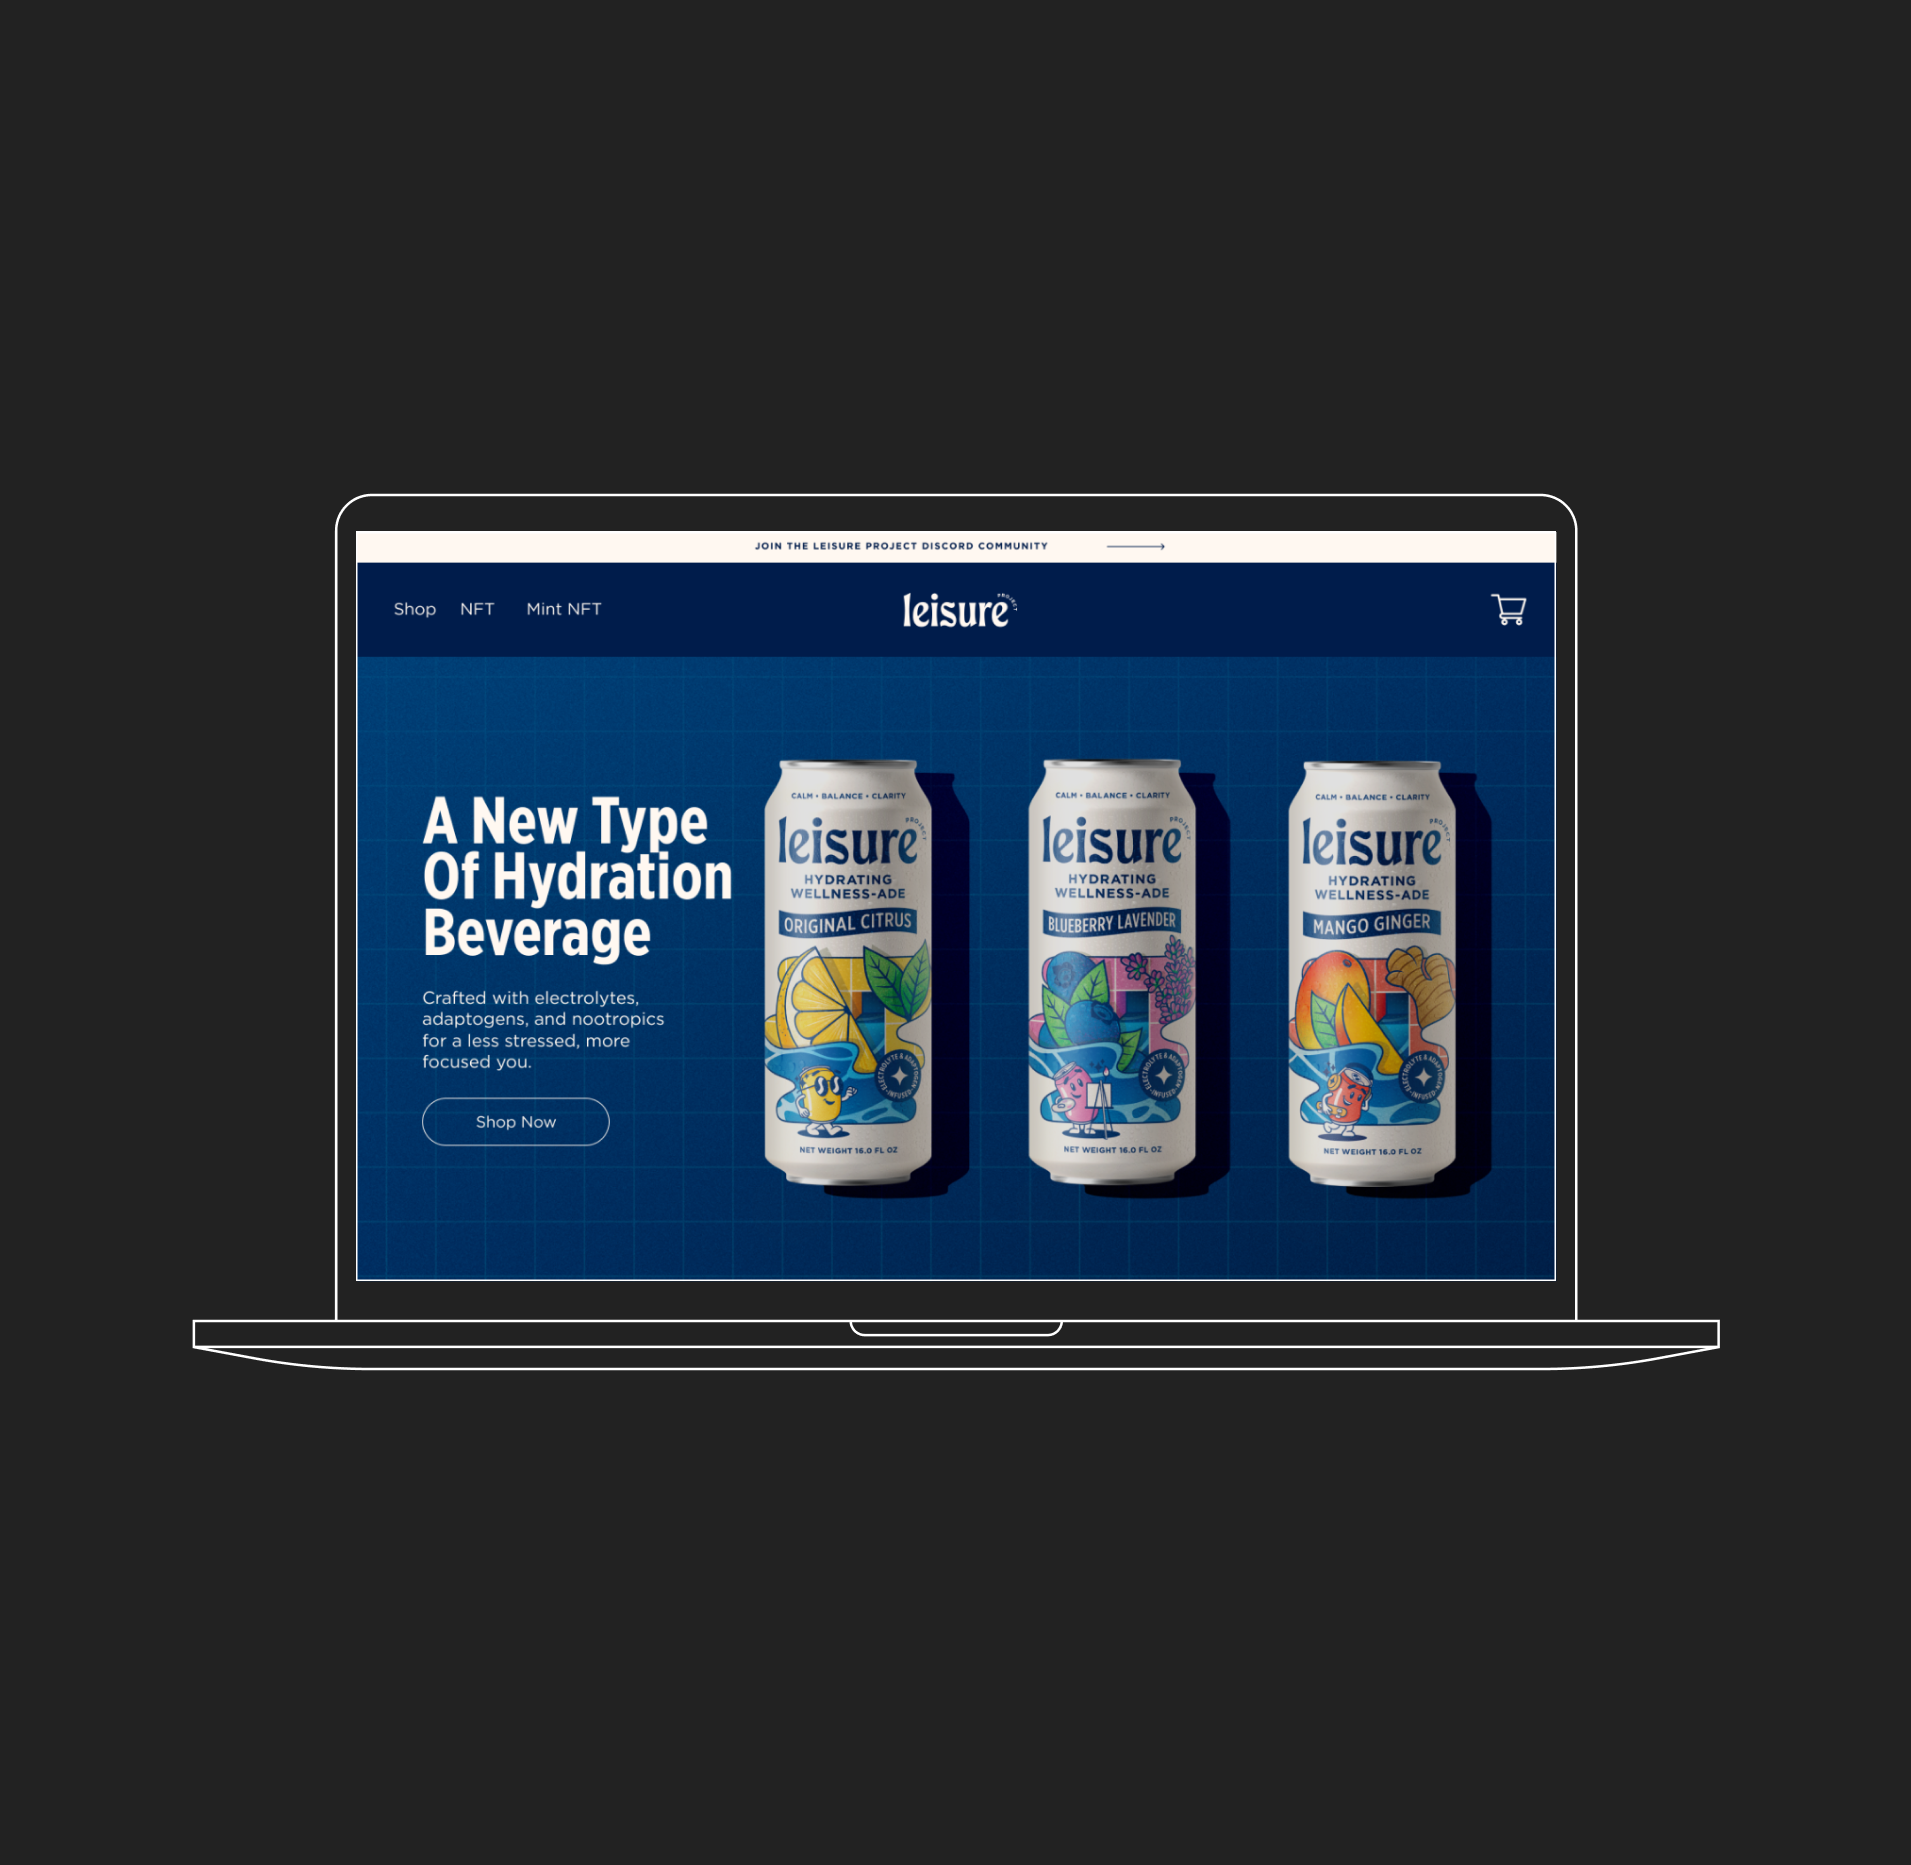 JOIN THE LEISURE PROJECT DISCORD COMMUNITY
Shop NFT Mint NFT
leisure PROJECT
A New Type
Of Hydration
Beverage
Crafted with electrolytes,
adaptogens, and nootropics
for a less stressed, more
focused you.
Shop Now
CALM • BALANCE • CLARITY
leisure PROJECT
HYDRATING
WELLNESS-ADE
ORIGINAL CITRUS
ELECTROLYTE & ADAPTOGEN
•INFUSED•
NET WEIGHT 16.0 FL OZ
CALM • BALANCE • CLARITY
leisure PROJECT
HYDRATING
WELLNESS-ADE
BLUEBERRY LAVENDER
ELECTROLYTE & ADAPTOGEN
•INFUSED•
NET WEIGHT 16.0 FL OZ
CALM • BALANCE • CLARITY
leisure PROJECT
HYDRATING
WELLNESS-ADE
MANGO GINGER
ELECTROLYTE & ADAPTOGEN
•INFUSED•
NET WEIGHT 16.0 FL OZ